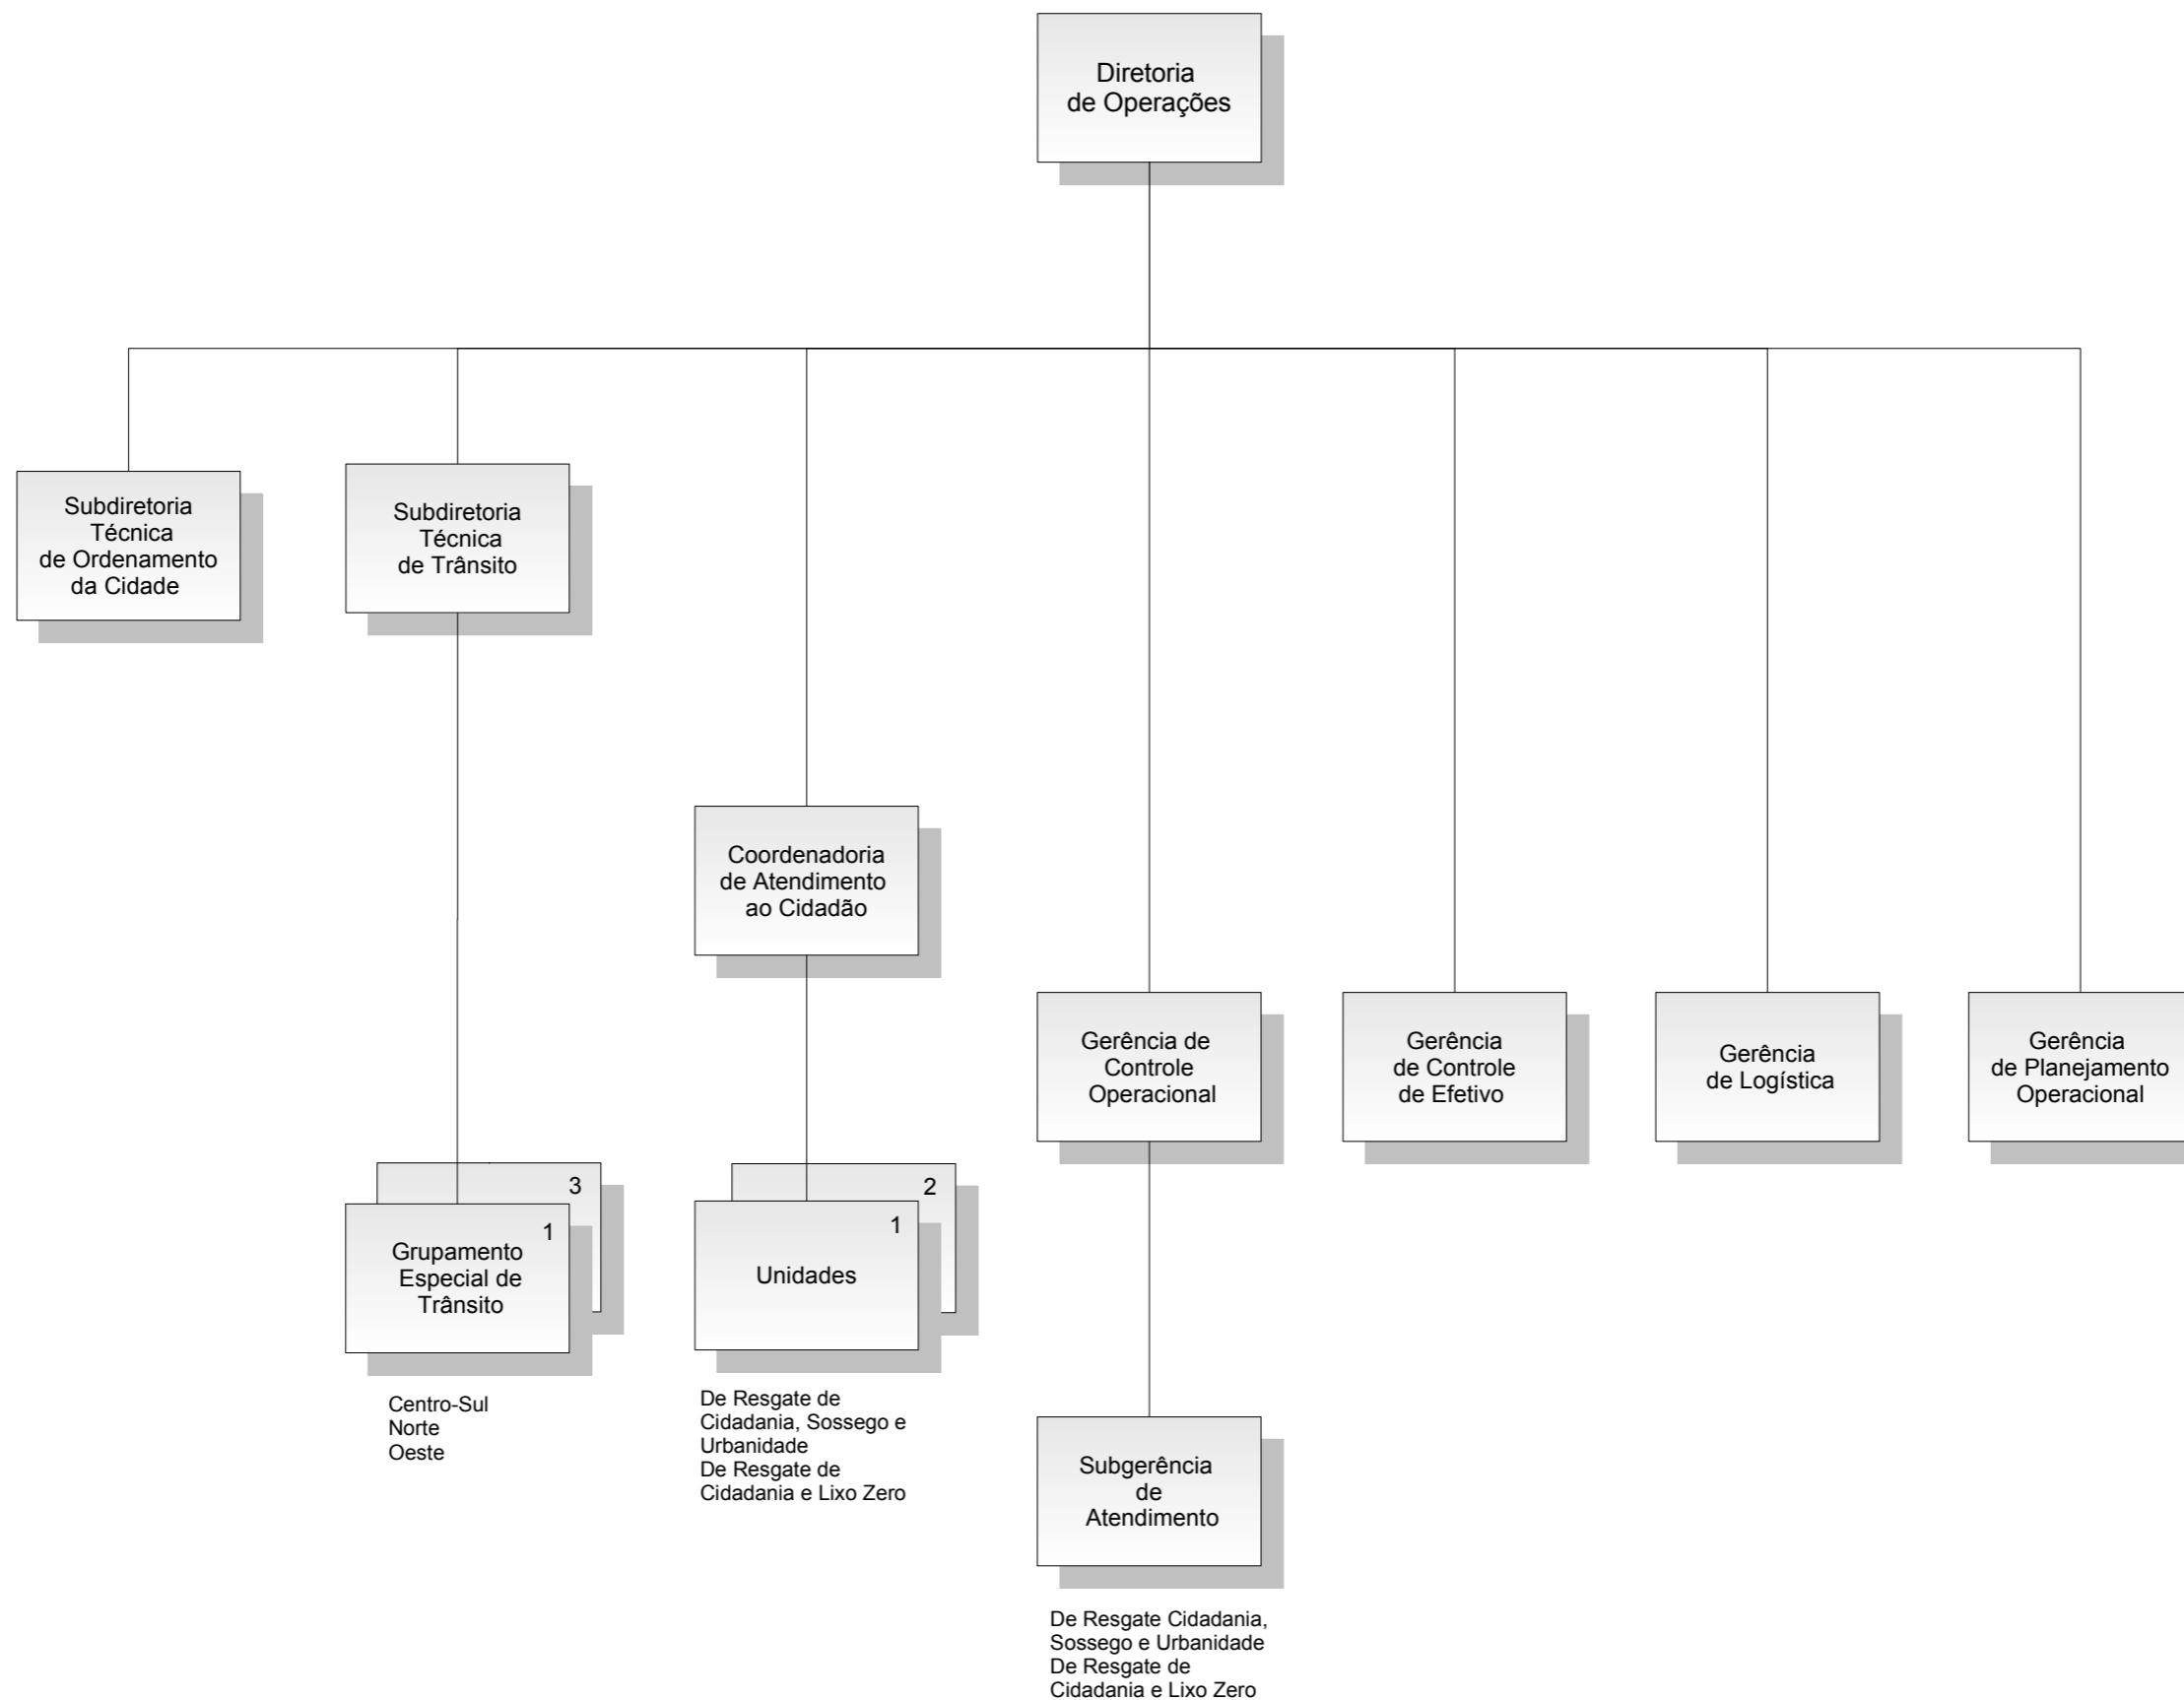 Diretoria
de Operações
Subdiretoria
Técnica
de Ordenamento
da Cidade
Subdiretoria
Técnica
de Trânsito
Coordenadoria
de Atendimento
ao Cidadão
Gerência de
Controle
Operacional
Gerência
de Controle
de Efetivo
Gerência
de Logística
Gerência
de Planejamento
Operacional
3
1
Grupamento
Especial de
Trânsito
Centro-Sul
Norte
Oeste
2
1
Unidades
De Resgate de
Cidadania, Sossego e
Urbanidade
De Resgate de
Cidadania e Lixo Zero
Subgerência
de
Atendimento
De Resgate Cidadania,
Sossego e Urbanidade
De Resgate de
Cidadania e Lixo Zero